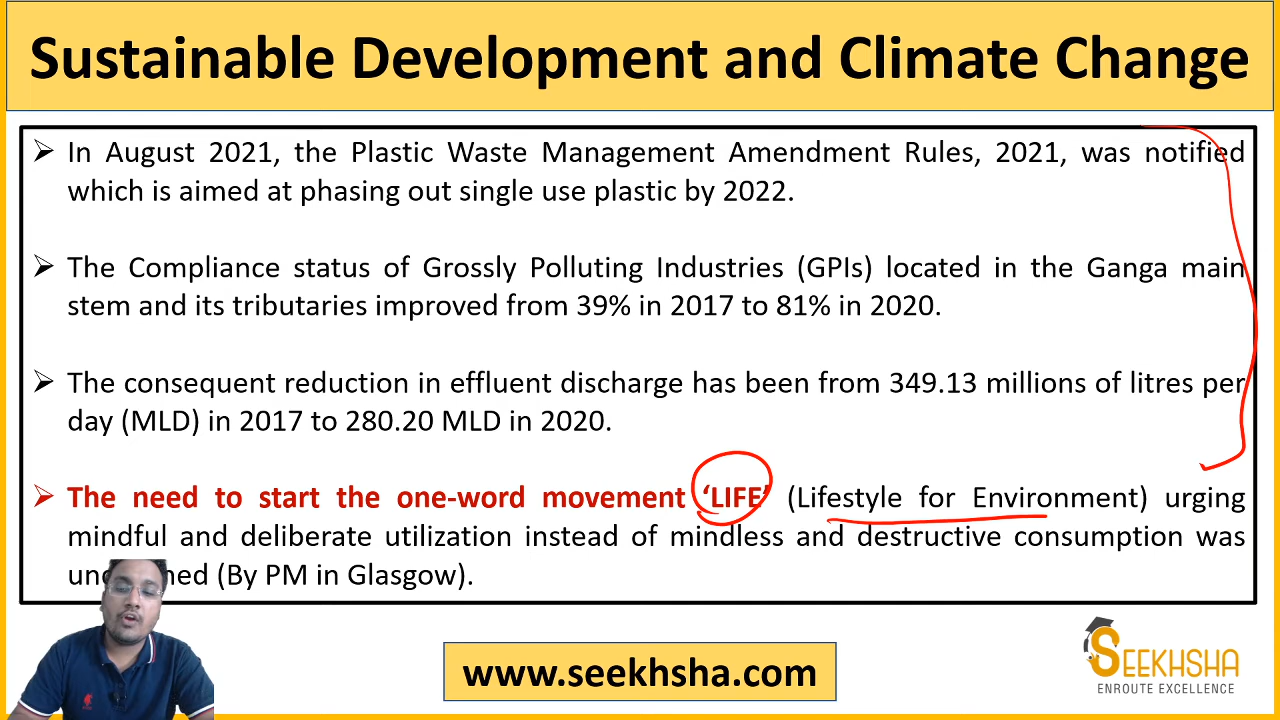 Sustainable Development and Climate Change
➢ In August 2021, the Plastic Waste Management Amendment Rules, 2021, was notified
which is aimed at phasing out single use plastic by 2022.
➢ The Compliance status of Grossly Polluting Industries (GPIs) located in the Ganga main
stem and its tributaries improved from 39% in 2017 to 81% in 2020.
➢ The consequent reduction in effluent discharge has been from 349.13 millions of litres per
day (MLD) in 2017 to 280.20 MLD in 2020.
➢ The need to start the one-word movement ‘LIFE’ (Lifestyle for Environment) urging
mindful and deliberate utilization instead of mindless and destructive consumption was
(By PM in Glasgow).
www.seekhsha.com
SEEKHSHA
ENROUTE EXCELLENCE